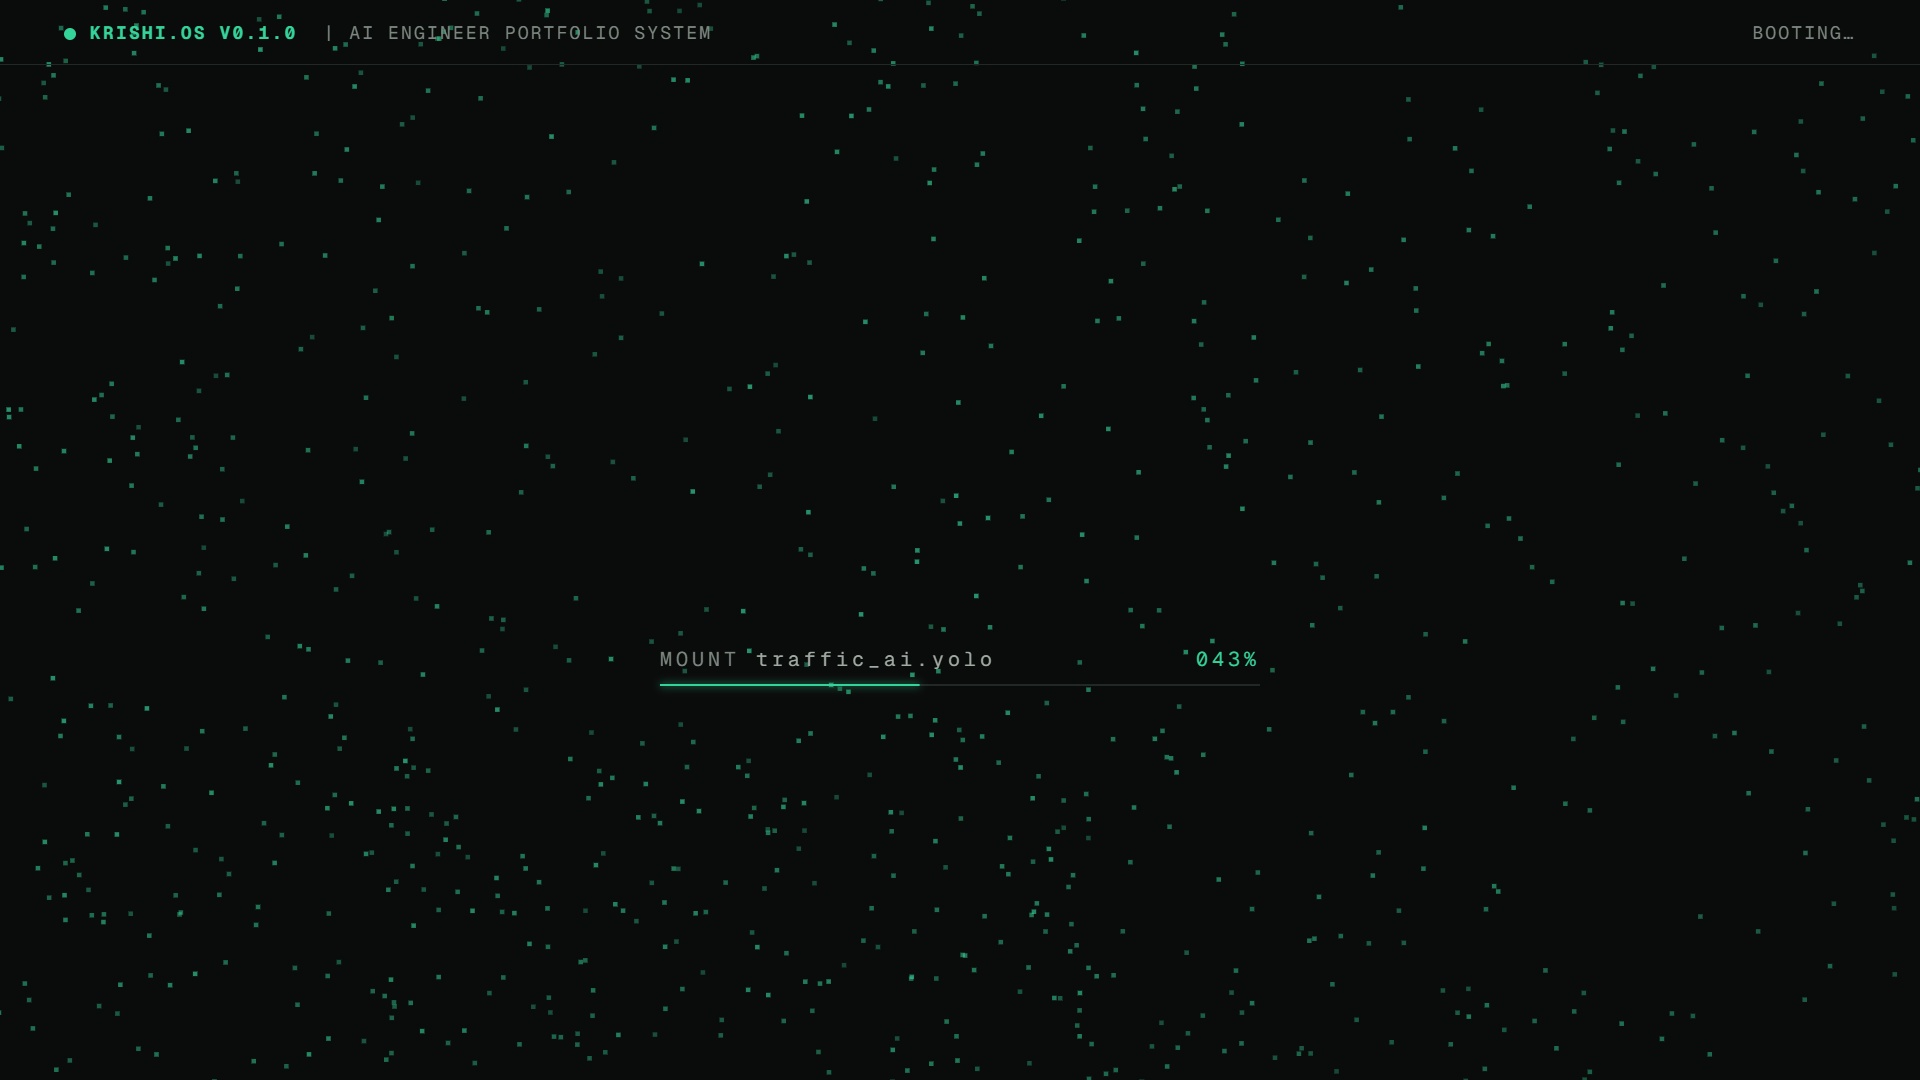 KRISHI.OS V0.1.0 | AI ENGINEER PORTFOLIO SYSTEM BOOTING…
MOUNT traffic_ai.yolo 043%